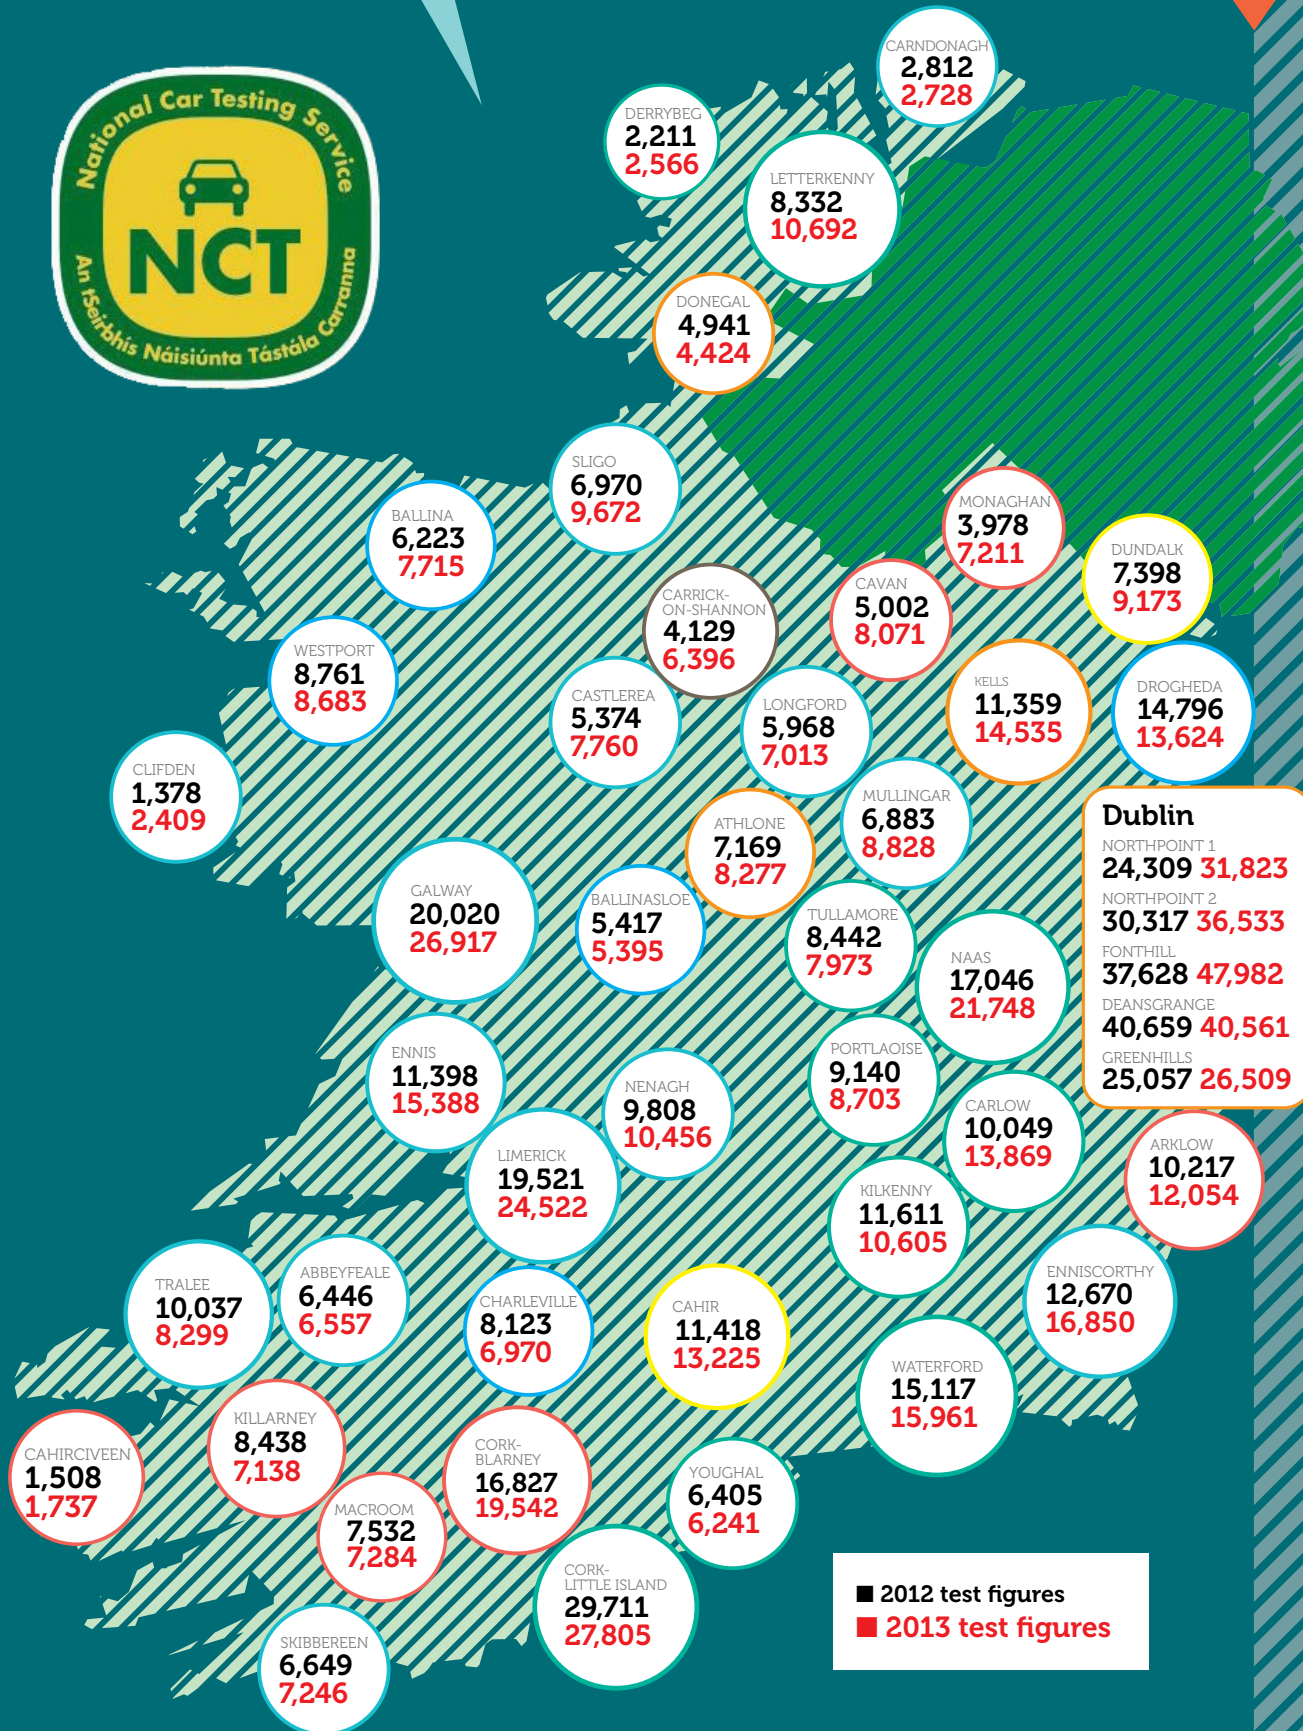 National Car Testing Service
NCT
An tSeirbhís Náisiúnta Tástála Carranna
CARNDONAGH
2,812
2,728
DERRYBEG
2,211
2,566
LETTERKENNY
8,332
10,692
DONEGAL
4,941
4,424
SLIGO
6,970
9,672
BALLINA
6,223
7,715
MONAGHAN
3,978
7,211
DUNDALK
7,398
9,173
CARRICK-
ON-SHANNON
4,129
6,396
CAVAN
5,002
8,071
WESTPORT
8,761
8,683
CASTLEREA
5,374
7,760
LONGFORD
5,968
7,013
KELLS
11,359
14,535
DROGHEDA
14,796
13,624
CLIFDEN
1,378
2,409
MULLINGAR
6,883
8,828
ATHLONE
7,169
8,277
Dublin
NORTHPOINT 1
24,309 31,823
NORTHPOINT 2
30,317 36,533
FONTHILL
37,628 47,982
DEANSGRANGE
40,659 40,561
GREENHILLS
25,057 26,509
GALWAY
20,020
26,917
BALLINASLOE
5,417
5,395
TULLAMORE
8,442
7,973
NAAS
17,046
21,748
ENNIS
11,398
15,388
NENAGH
9,808
10,456
PORTLAOISE
9,140
8,703
CARLOW
10,049
13,869
ARKLOW
10,217
12,054
LIMERICK
19,521
24,522
KILKENNY
11,611
10,605
TRALEE
10,037
8,299
ABBEYFEALE
6,446
6,557
CHARLEVILLE
8,123
6,970
CAHIR
11,418
13,225
ENNISCORTHY
12,670
16,850
WATERFORD
15,117
15,961
CAHIRCIVEEN
1,508
1,737
KILLARNEY
8,438
7,138
CORK-
BLARNEY
16,827
19,542
YOUGHAL
6,405
6,241
MACROOM
7,532
7,284
CORK-
LITTLE ISLAND
29,711
27,805
SKIBBEREEN
6,649
7,246
2012 test figures
2013 test figures